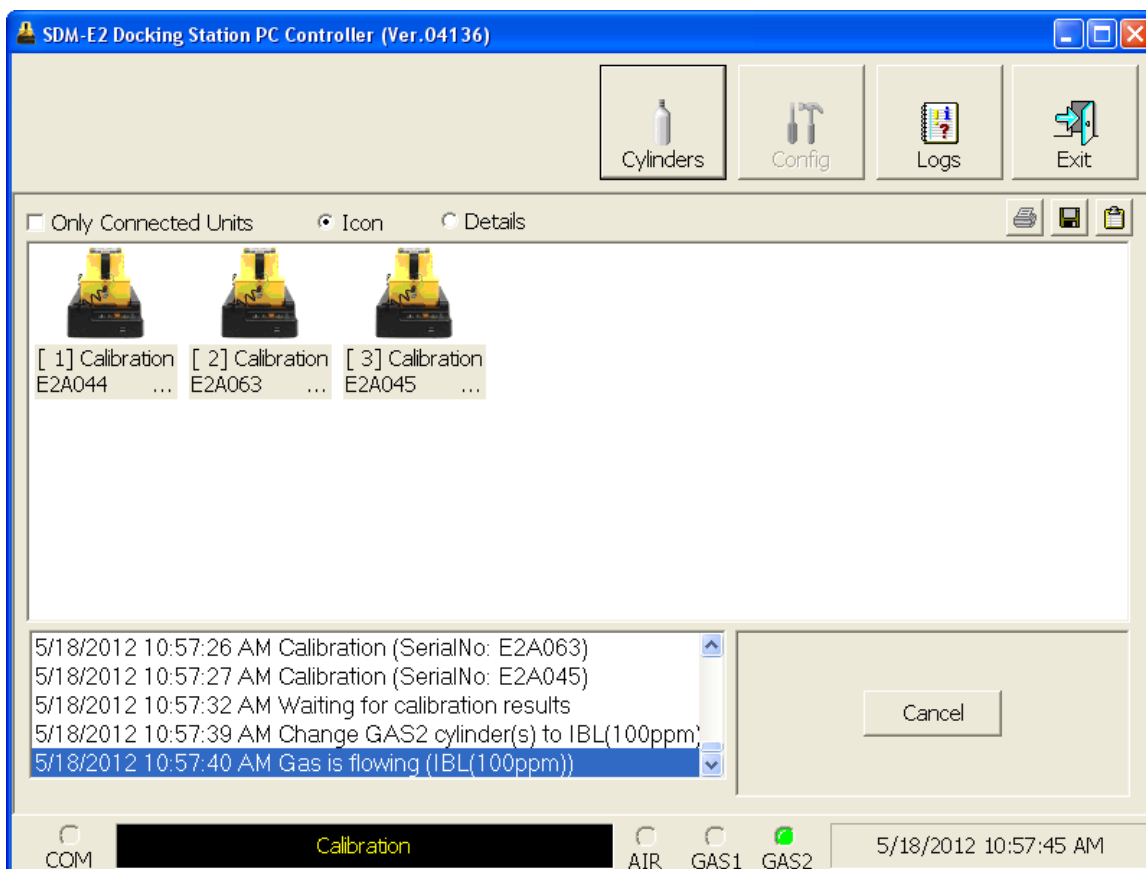 SDM-E2 Docking Station PC Controller (Ver.04136)
Cylinders
Config
Logs
Exit
Only Connected Units
Icon
Details
[ 1] Calibration
E2A044 ...
[ 2] Calibration
E2A063 ...
[ 3] Calibration
E2A045 ...
5/18/2012 10:57:26 AM Calibration (SerialNo: E2A063)
5/18/2012 10:57:27 AM Calibration (SerialNo: E2A045)
5/18/2012 10:57:32 AM Waiting for calibration results
5/18/2012 10:57:39 AM Change GAS2 cylinder(s) to IBL(100ppm)
5/18/2012 10:57:40 AM Gas is flowing (IBL(100ppm))
Cancel
COM
Calibration
AIR
GAS1
GAS2
5/18/2012 10:57:45 AM